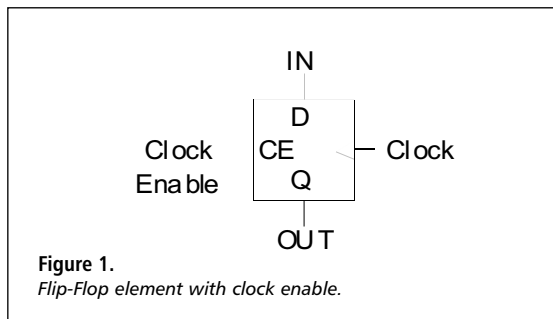 IN
D
Clock CE Clock
Enable Q
OUT
Figure 1.
Flip-Flop element with clock enable.